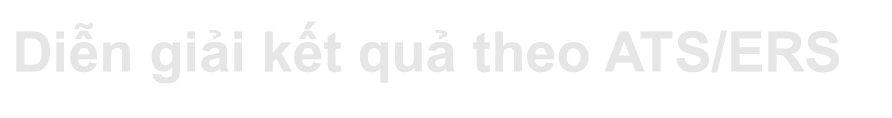 Diễn giải kết quả theo ATS/ERS